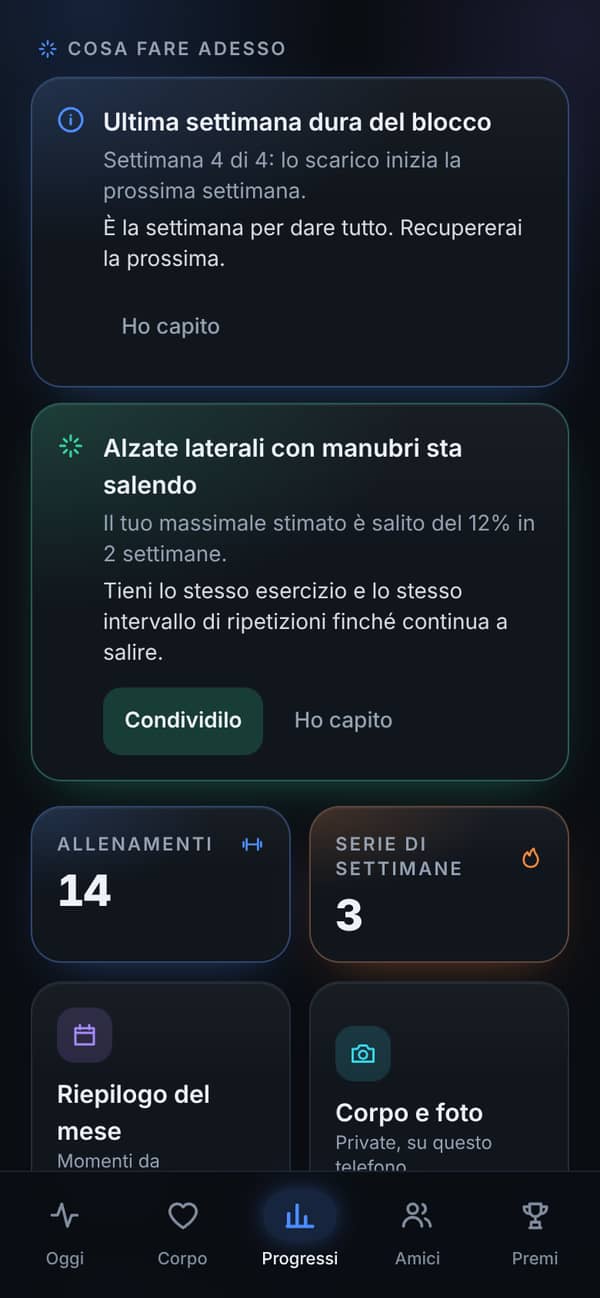 COSA FARE ADESSO
Ultima settimana dura del blocco
Settimana 4 di 4: lo scarico inizia la
prossima settimana.
È la settimana per dare tutto. Recupererai
la prossima.
Ho capito
Alzate laterali con manubri sta
salendo
Il tuo massimale stimato è salito del 12% in
2 settimane.
Tieni lo stesso esercizio e lo stesso
intervallo di ripetizioni finché continua a
salire.
Condividilo
Ho capito
ALLENAMENTI
14
SERIE DI
SETTIMANE
3
Riepilogo del
mese
Momenti da
Corpo e foto
Private, su questo
telefono
Oggi
Corpo
Progressi
Amici
Premi